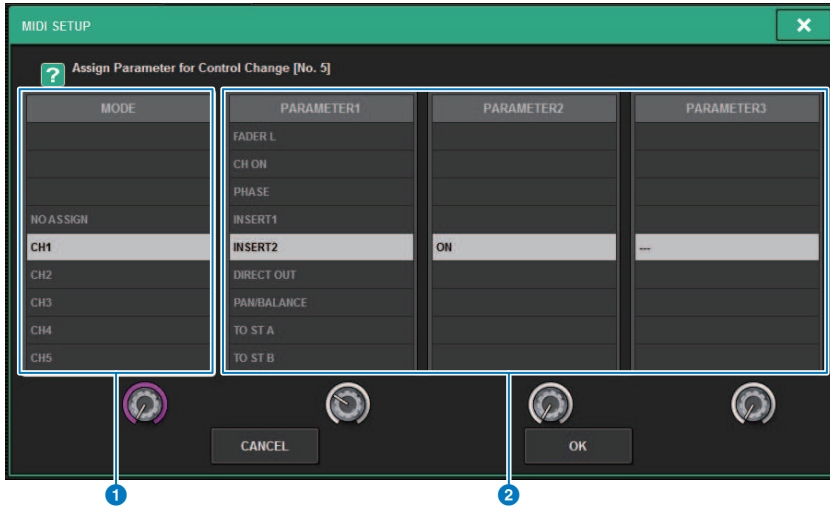 MIDI SETUP
?
Assign Parameter for Control Change [No. 5]
MODE PARAMETER1 PARAMETER2 PARAMETER3
FADER L
CH ON
PHASE
NO ASSIGN INSERT1
CH1 INSERT2 ON ---
CH2 DIRECT OUT
CH3 PAN/BALANCE
CH4 TO ST A
CH5 TO ST B
CANCEL OK
1 2